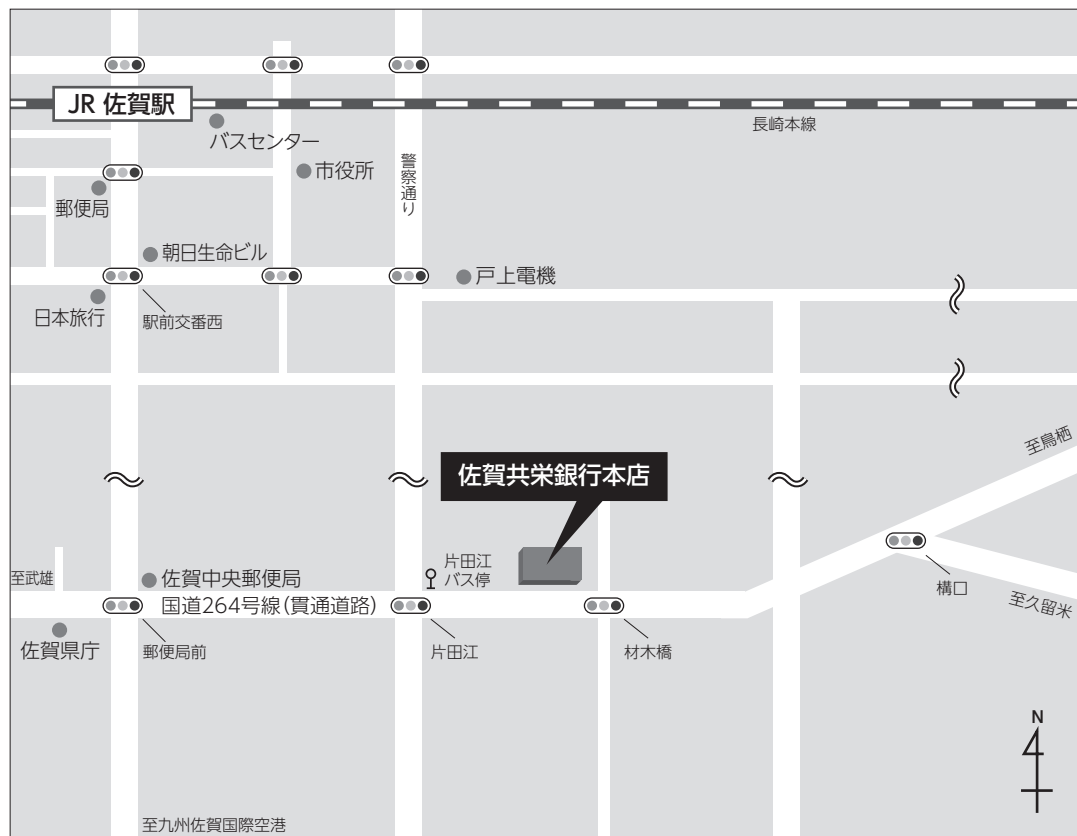 JR 佐賀駅
長崎本線
バスセンター
警察通り
市役所
郵便局
朝日生命ビル
戸上電機
日本旅行
駅前交番西
至鳥栖
佐賀共栄銀行本店
片田江
バス停
至武雄
佐賀中央郵便局
構口
至久留米
国道264号線(貫通道路)
佐賀県庁
郵便局前
片田江
材木橋
N
至九州佐賀国際空港